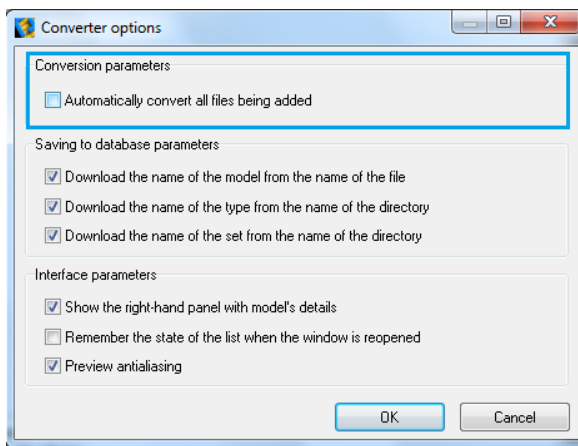 Converter options
Conversion parameters
Automatically convert all files being added
Saving to database parameters
Download the name of the model from the name of the file
Download the name of the type from the name of the directory
Download the name of the set from the name of the directory
Interface parameters
Show the right-hand panel with model's details
Remember the state of the list when the window is reopened
Preview antialiasing
OK Cancel